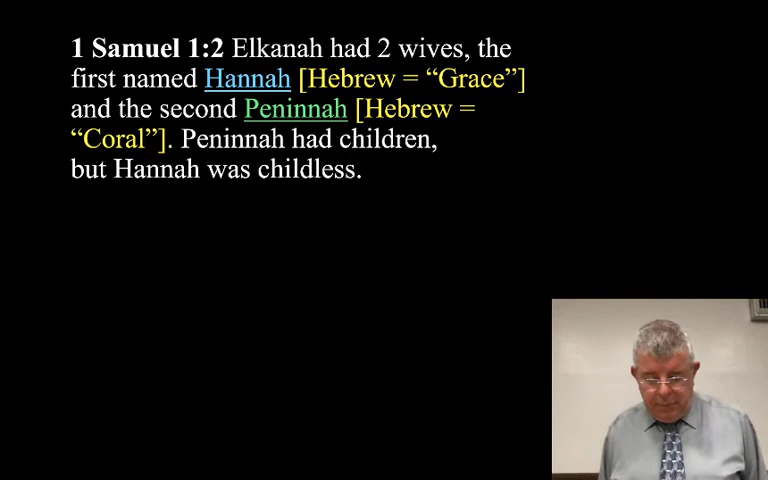 1 Samuel 1:2 Elkanah had 2 wives, the
first named Hannah [Hebrew = “Grace”]
and the second Peninnah [Hebrew =
“Coral”]. Peninnah had children,
but Hannah was childless.